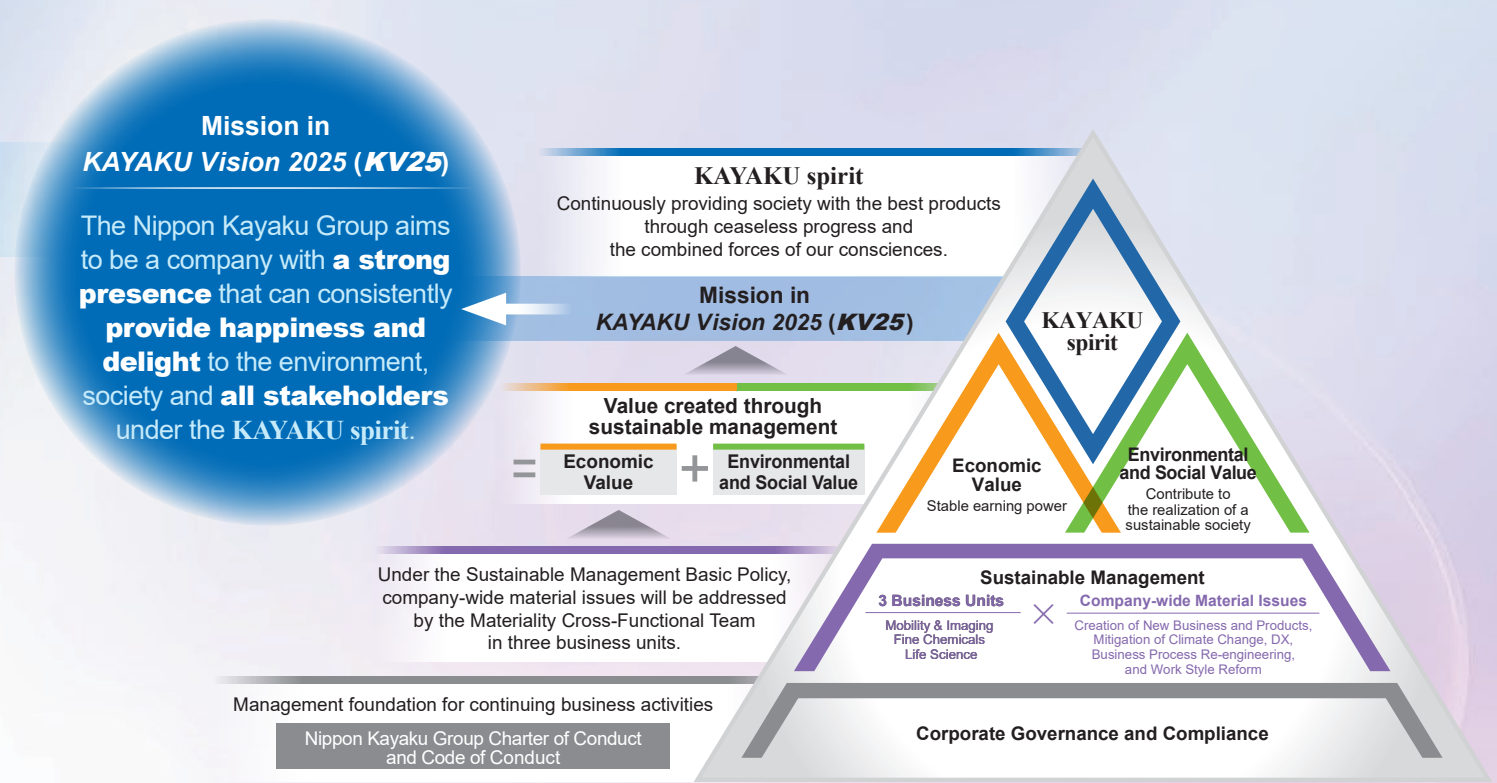 Mission in
KAYAKU Vision 2025 (KV25)
The Nippon Kayaku Group aims
to be a company with a strong
presence that can consistently
provide happiness and
delight to the environment,
society and all stakeholders
under the KAYAKU spirit.
KAYAKU spirit
Continuously providing society with the best products
through ceaseless progress and
the combined forces of our consciences.
Mission in
KAYAKU Vision 2025 (KV25)
Value created through
sustainable management
=
Economic
Value
+
Environmental
and Social Value
Under the Sustainable Management Basic Policy,
company-wide material issues will be addressed
by the Materiality Cross-Functional Team
in three business units.
Management foundation for continuing business activities
Nippon Kayaku Group Charter of Conduct
and Code of Conduct
KAYAKU
spirit
Economic
Value
Stable earning power
Environmental
and Social Value
Contribute to
the realization of a
sustainable society
Sustainable Management
3 Business Units
Mobility & Imaging
Fine Chemicals
Life Science
×
Company-wide Material Issues
Creation of New Business and Products,
Mitigation of Climate Change, DX,
Business Process Re-engineering,
and Work Style Reform
Corporate Governance and Compliance